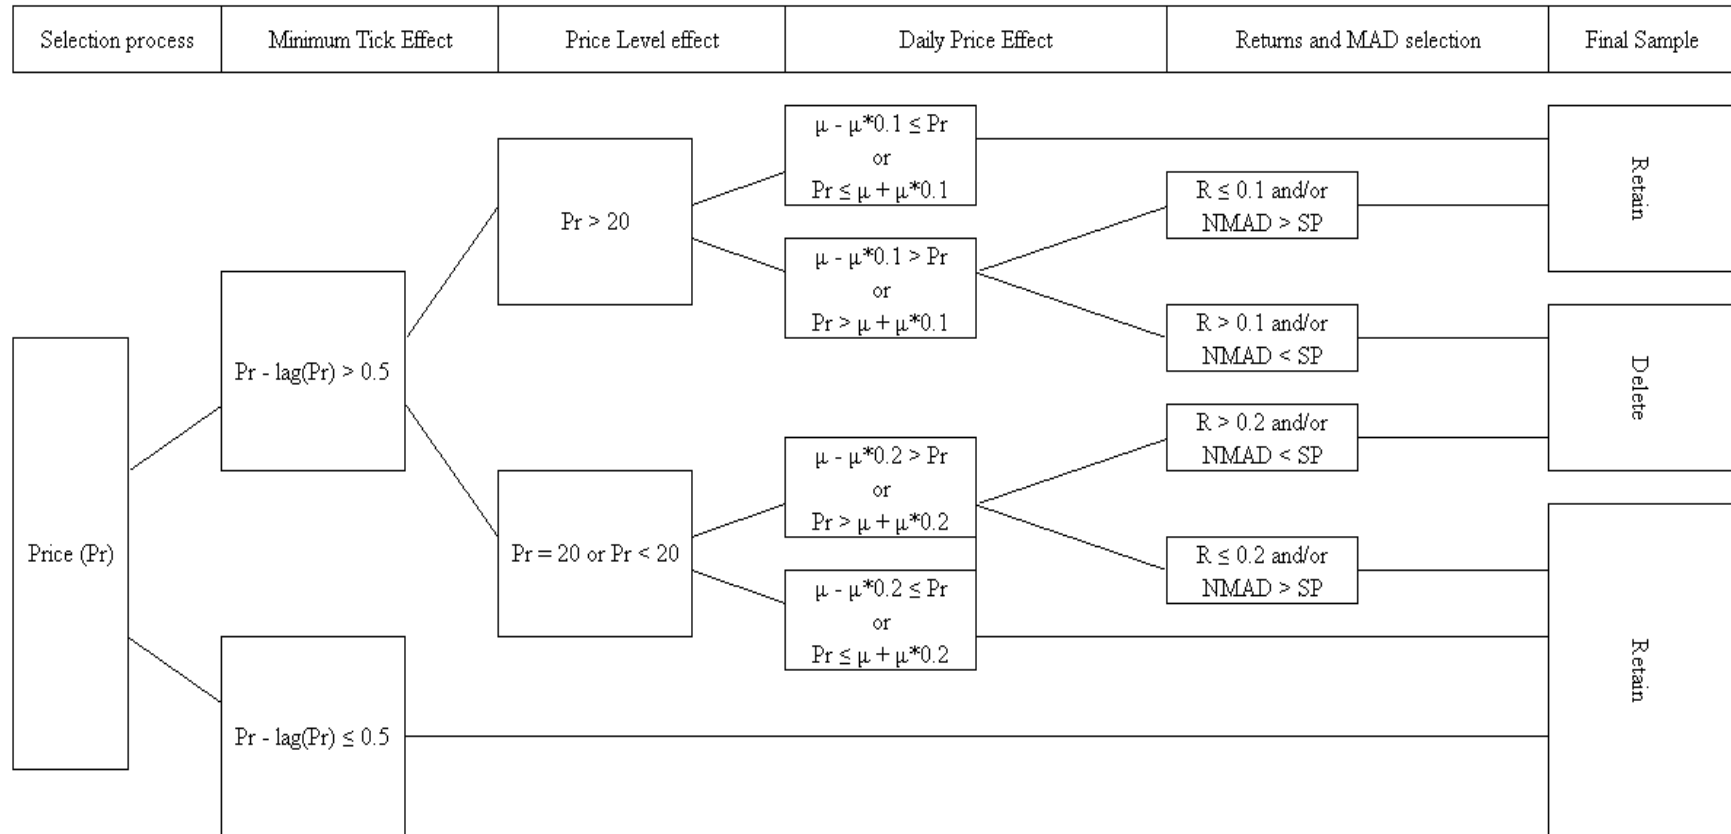 Selection process
Minimum Tick Effect
Price Level effect
Daily Price Effect
Returns and MAD selection
Final Sample
Price (Pr)
Pr - lag(Pr) > 0.5
Pr - lag(Pr) ≤ 0.5
Pr > 20
Pr = 20 or Pr < 20
μ - μ*0.1 ≤ Pr
or
Pr ≤ μ + μ*0.1
μ - μ*0.1 > Pr
or
Pr > μ + μ*0.1
μ - μ*0.2 > Pr
or
Pr > μ + μ*0.2
μ - μ*0.2 ≤ Pr
or
Pr ≤ μ + μ*0.2
R ≤ 0.1 and/or
NMAD > SP
R > 0.1 and/or
NMAD < SP
R > 0.2 and/or
NMAD < SP
R ≤ 0.2 and/or
NMAD > SP
Retain
Delete
Retain